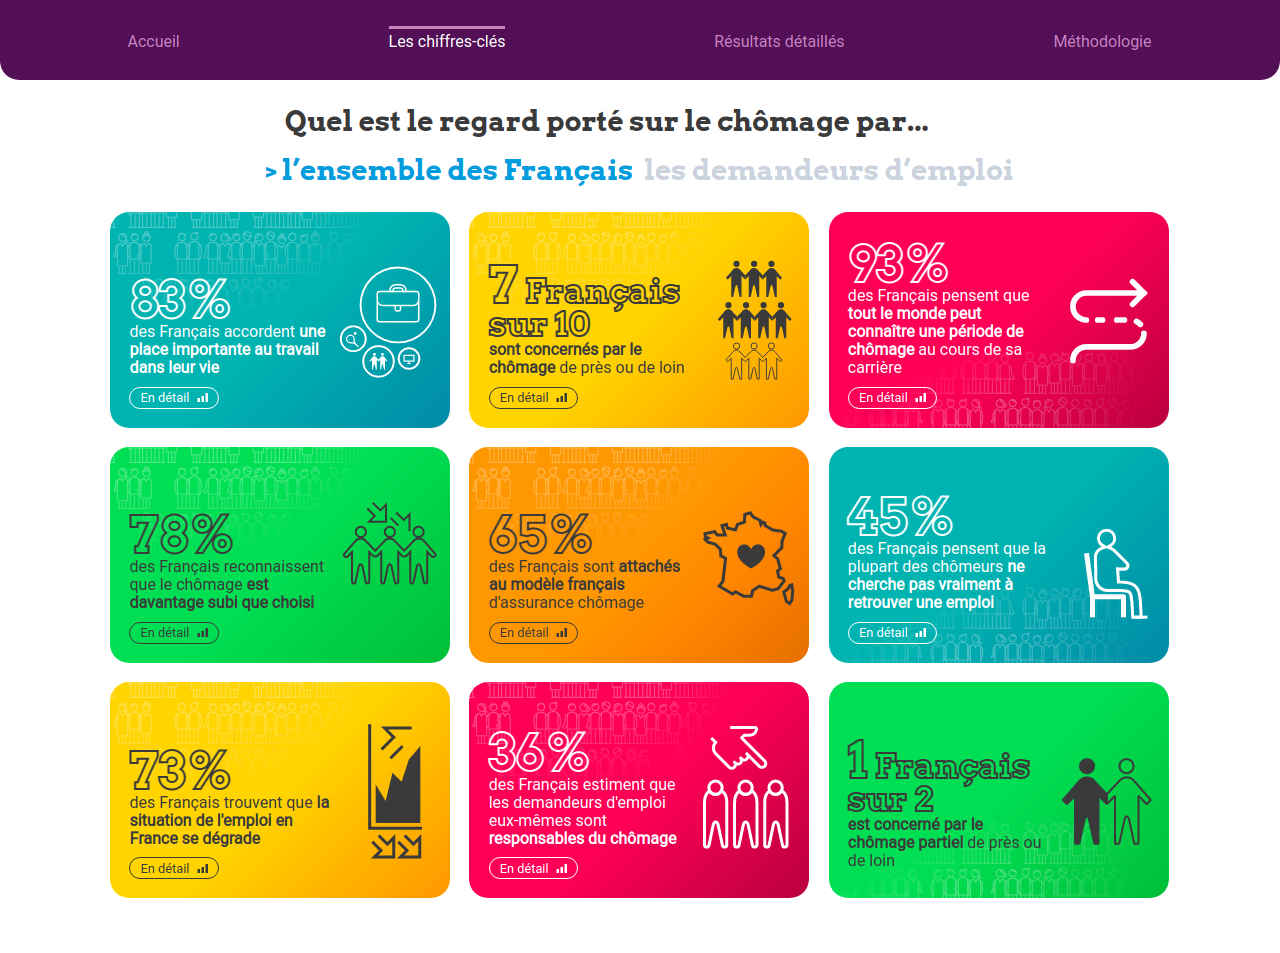 Accueil
Les chiffres-clés
Résultats détaillés
Méthodologie
Quel est le regard porté sur le chômage par...
> l’ensemble des Français les demandeurs d’emploi
83%
des Français accordent une
place importante au travail
dans leur vie
En détail
7 Français
sur 10
sont concernés par le
chômage de près ou de loin
En détail
93%
des Français pensent que
tout le monde peut
connaître une période de
chômage au cours de sa
carrière
En détail
78%
des Français reconnaissent
que le chômage est
davantage subi que choisi
En détail
65%
des Français sont attachés
au modèle français
d'assurance chômage
En détail
45%
des Français pensent que la
plupart des chômeurs ne
cherche pas vraiment à
retrouver une emploi
En détail
73%
des Français trouvent que la
situation de l'emploi en
France se dégrade
En détail
36%
des Français estiment que
les demandeurs d'emploi
eux-mêmes sont
responsables du chômage
En détail
1 Français
sur 2
est concerné par le
chômage partiel de près ou
de loin